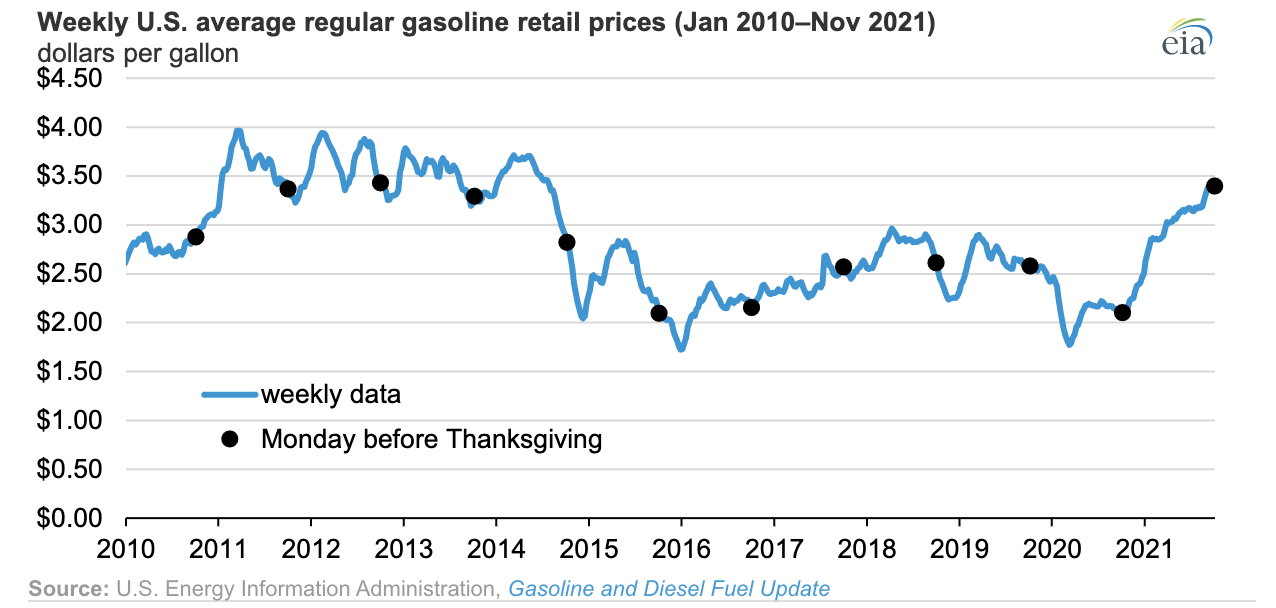 Weekly U.S. average regular gasoline retail prices (Jan 2010–Nov 2021)
dollars per gallon
eia
$4.50
$4.00
$3.50
$3.00
$2.50
$2.00
$1.50
$1.00
$0.50
$0.00
weekly data
Monday before Thanksgiving
2010 2011 2012 2013 2014 2015 2016 2017 2018 2019 2020 2021
Source: U.S. Energy Information Administration, Gasoline and Diesel Fuel Update